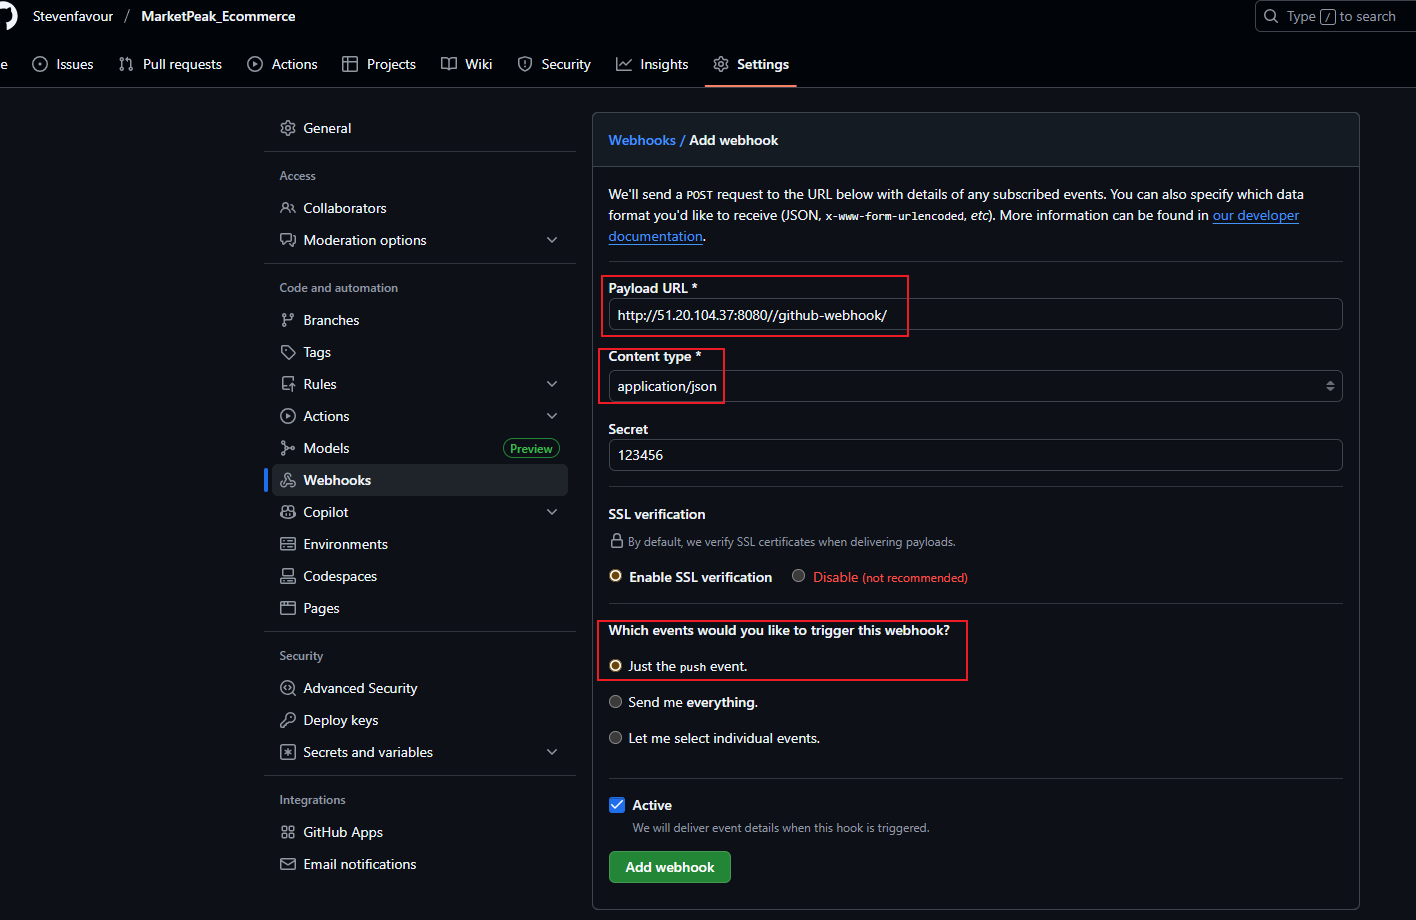 Stevenfavour / MarketPeak_Ecommerce
Type / to search
e Issues Pull requests Actions Projects Wiki Security Insights Settings
General
Access
Collaborators
Moderation options
Code and automation
Branches
Tags
Rules
Actions
Models Preview
Webhooks
Copilot
Environments
Codespaces
Pages
Security
Advanced Security
Deploy keys
Secrets and variables
Integrations
GitHub Apps
Email notifications
Webhooks / Add webhook
We'll send a POST request to the URL below with details of any subscribed events. You can also specify which data
format you'd like to receive (JSON, x-www-form-urlencoded, etc). More information can be found in our developer
documentation.
Payload URL *
http://51.20.104.37:8080//github-webhook/
Content type *
application/json
Secret
123456
SSL verification
By default, we verify SSL certificates when delivering payloads.
Enable SSL verification Disable (not recommended)
Which events would you like to trigger this webhook?
Just the push event.
Send me everything.
Let me select individual events.
Active
We will deliver event details when this hook is triggered.
Add webhook